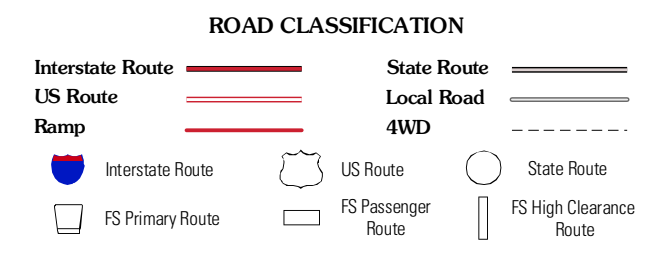 ROAD CLASSIFICATION
Interstate Route
State Route
US Route
Local Road
Ramp
4WD
Interstate Route
US Route
State Route
FS Primary Route
FS Passenger
Route
FS High Clearance
Route